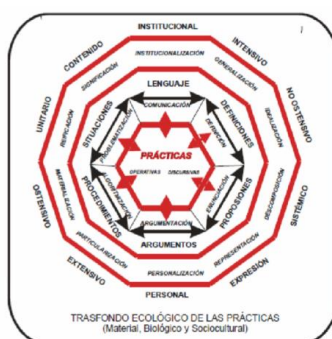 INSTITUCIONAL
CONTENIDO
INTENSIVO
INSTITUCIONALIZACIÓN
SIGNIFICACIÓN
GENERALIZACIÓN
UNITARIO
NO OSTENSIVO
LENGUAJE
COMUNICACIÓN
SITUACIONES
DEFINICIONES
REIFICACIÓN
IDEALIZACIÓN
PROBLEMATIZACIÓN
DEFINICIÓN
PRÁCTICAS
OPERATIVAS DISCURSIVAS
ENUNCIACIÓN
MATERIALIZACIÓN
DESCOMPOSICIÓN
OSTENSIVO
SISTÉMICO
PROCEDIMIENTOS
PROPOSIONES
ARGUMENTACIÓN
ARGUMENTOS
PARTICULARIZACIÓN
REPRESENTACIÓN
PERSONALIZACIÓN
EXTENSIVO
EXPRESIÓN
PERSONAL
TRASFONDO ECOLÓGICO DE LAS PRÁCTICAS
(Material, Biológico y Sociocultural)